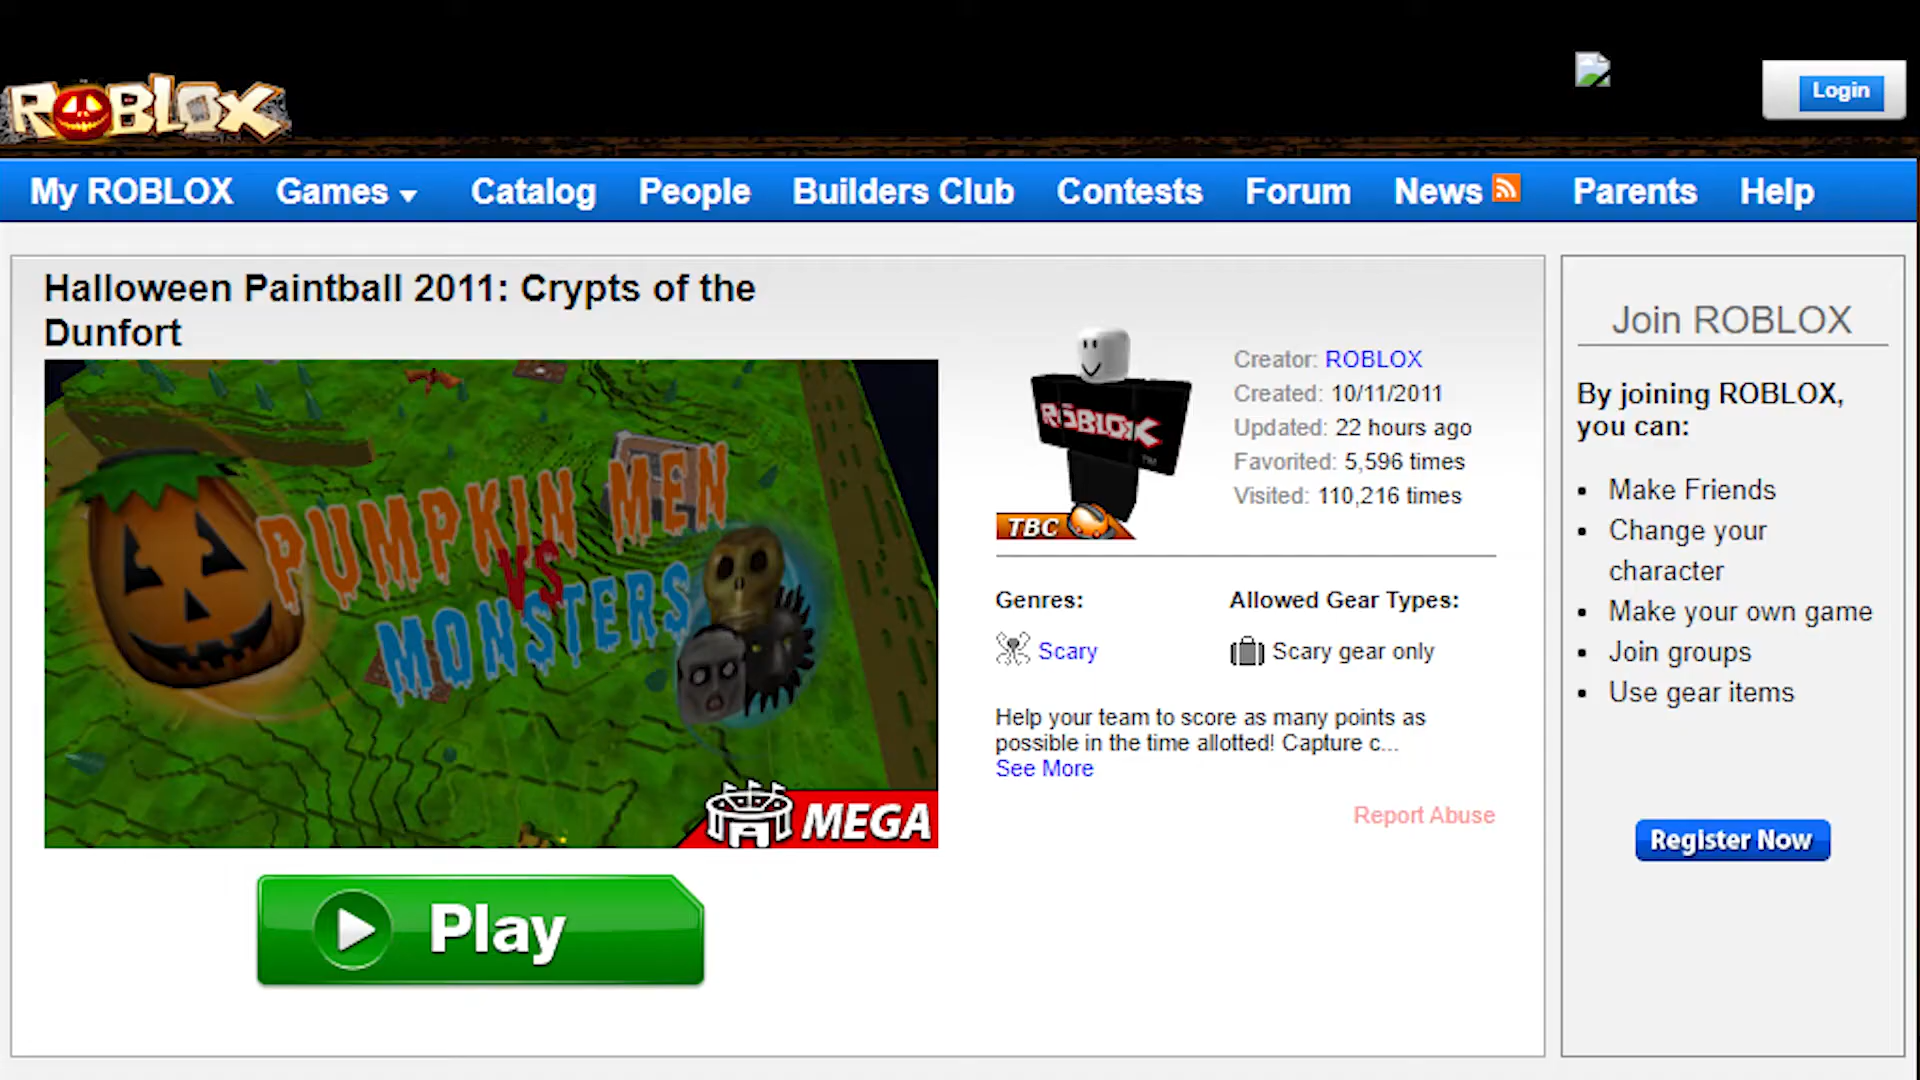 ROBLOX
Login
My ROBLOX Games Catalog People Builders Club Contests Forum News Parents Help
Halloween Paintball 2011: Crypts of the
Dunfort
PUMPKIN MEN
VS
MONSTERS
MEGA
Play
ROBLOX
TM
TBC
Creator: ROBLOX
Created: 10/11/2011
Updated: 22 hours ago
Favorited: 5,596 times
Visited: 110,216 times
Genres:
Scary
Allowed Gear Types:
Scary gear only
Help your team to score as many points as
possible in the time allotted! Capture c...
See More
Report Abuse
Join ROBLOX
By joining ROBLOX,
you can:
• Make Friends
• Change your
character
• Make your own game
• Join groups
• Use gear items
Register Now